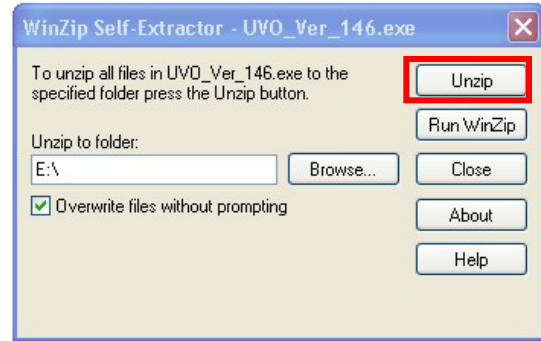 WinZip Self-Extractor - UVO_Ver_146.exe
To unzip all files in UVO_Ver_146.exe to the
specified folder press the Unzip button.
Unzip to folder:
E:\
Browse...
Overwrite files without prompting
Unzip
Run WinZip
Close
About
Help